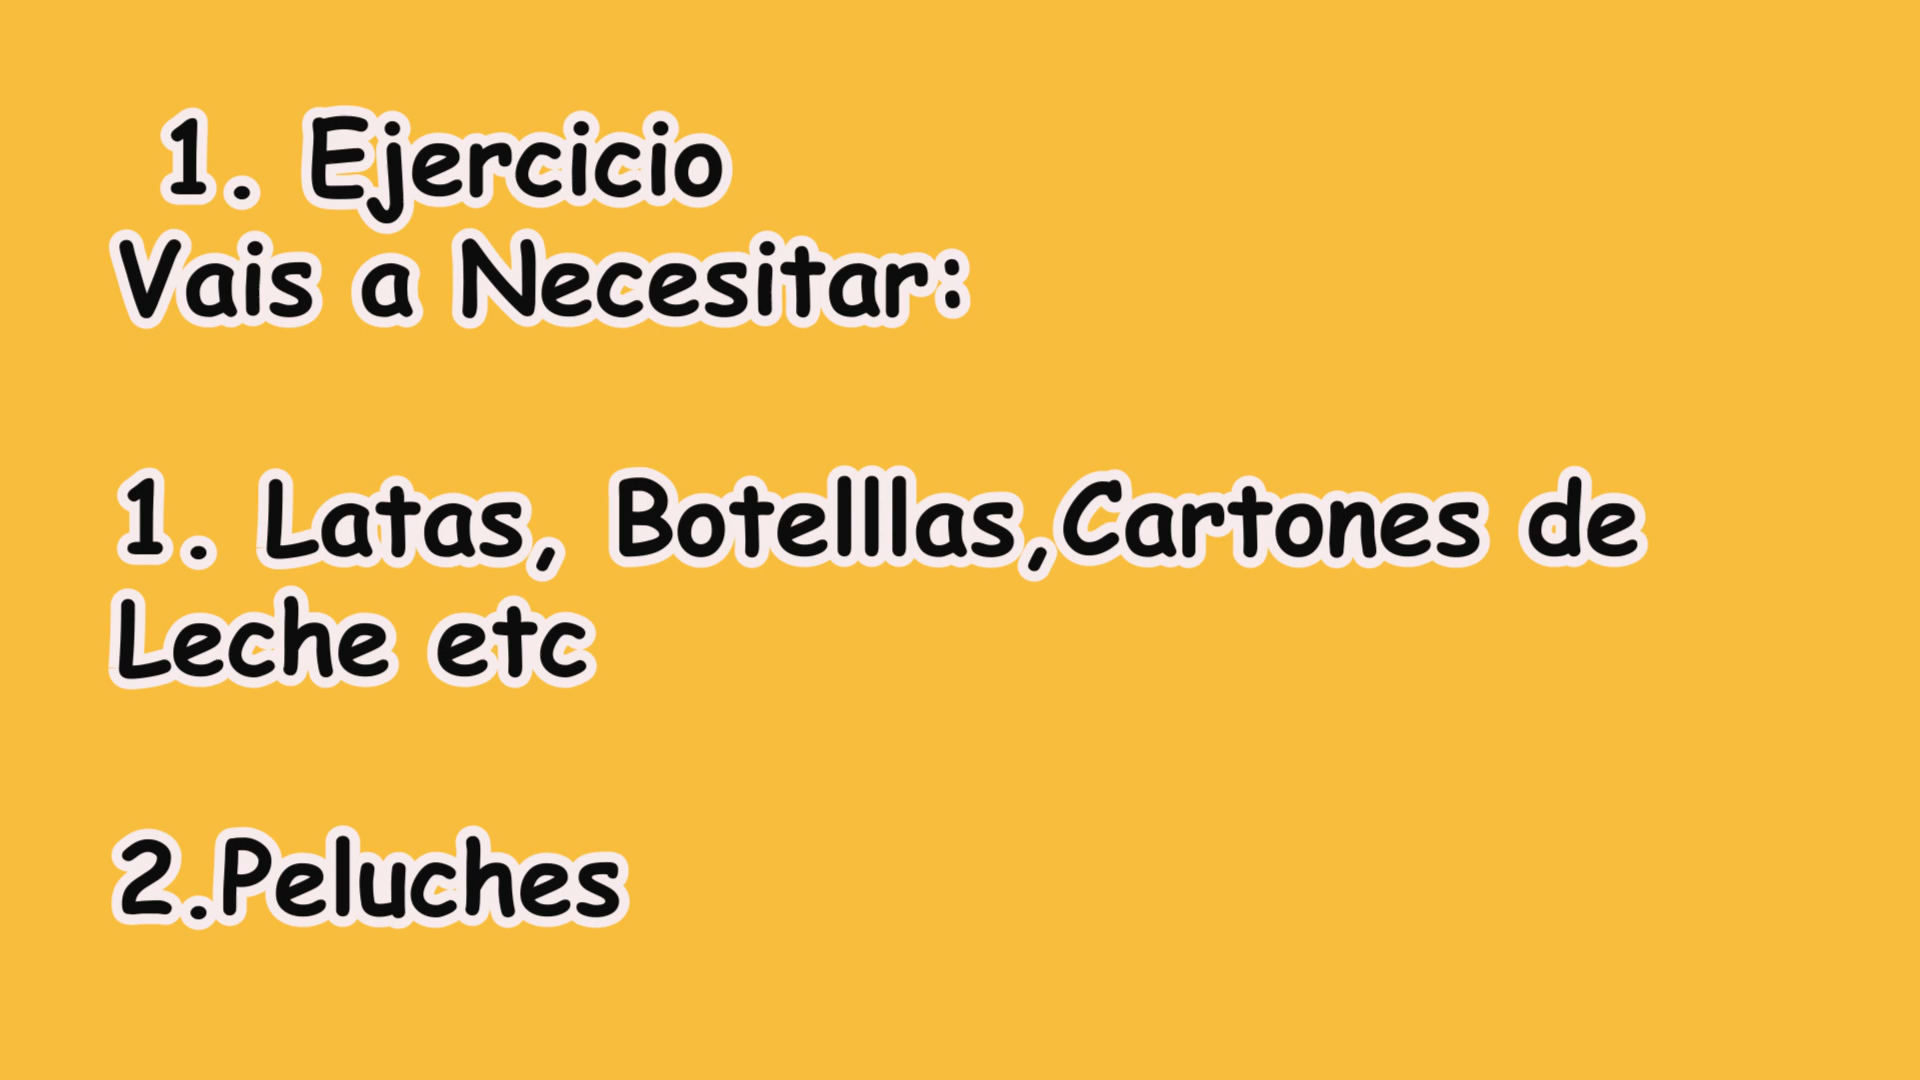 1. Ejercicio
Vais a Necesitar:
1. Latas, Botelllas,Cartones de
Leche etc
2.Peluches